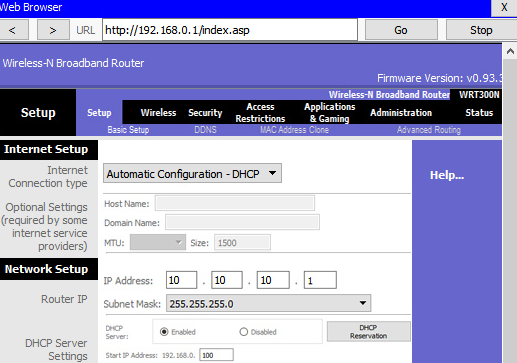 Web Browser X
< > URL http://192.168.0.1/index.asp Go Stop
Wireless-N Broadband Router
Firmware Version: v0.93.3
Wireless-N Broadband Router WRT300N
Setup
Setup Wireless Security Access Restrictions Applications & Gaming Administration Status
Basic Setup DDNS MAC Address Clone Advanced Routing
Internet Setup
Internet Connection type
Automatic Configuration - DHCP
Help...
Optional Settings (required by some internet service providers)
Host Name:
Domain Name:
MTU: Size: 1500
Network Setup
Router IP
IP Address: 10 . 10 . 10 . 1
Subnet Mask: 255.255.255.0
DHCP Server Settings
DHCP Server: Enabled Disabled DHCP Reservation
Start IP Address: 192.168.0. 100